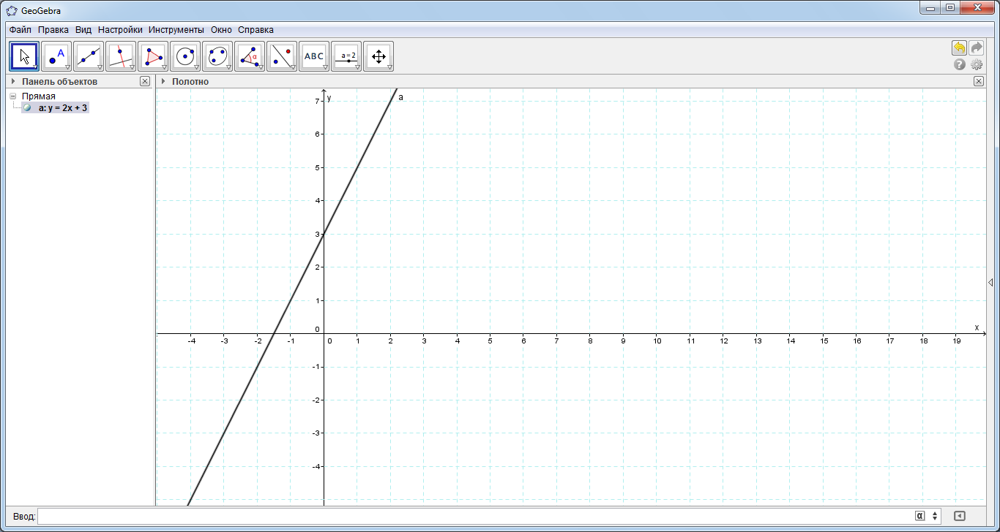 GeoGebra
Файл Правка Вид Настройки Инструменты Окно Справка
A α ABC a = 2
Панель объектов
Полотно
Прямая
a: y = 2x + 3
y a
7
6
5
4
3
2
1
0
x
-4 -3 -2 -1 0 1 2 3 4 5 6 7 8 9 10 11 12 13 14 15 16 17 18 19
-1
-2
-3
-4
Ввод: α